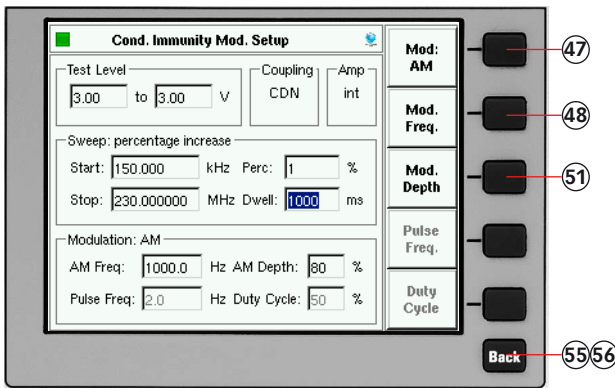 Cond. Immunity Mod. Setup
Test Level
3.00 to 3.00 V
Coupling
CDN
Amp
int
Sweep: percentage increase
Start: 150.000 kHz Perc: 1 %
Stop: 230.000000 MHz Dwell: 1000 ms
Modulation: AM
AM Freq: 1000.0 Hz AM Depth: 80 %
Pulse Freq: 2.0 Hz Duty Cycle: 50 %
Mod:
AM
Mod.
Freq.
Mod.
Depth
Pulse
Freq.
Duty
Cycle
Back
47
48
51
55 56